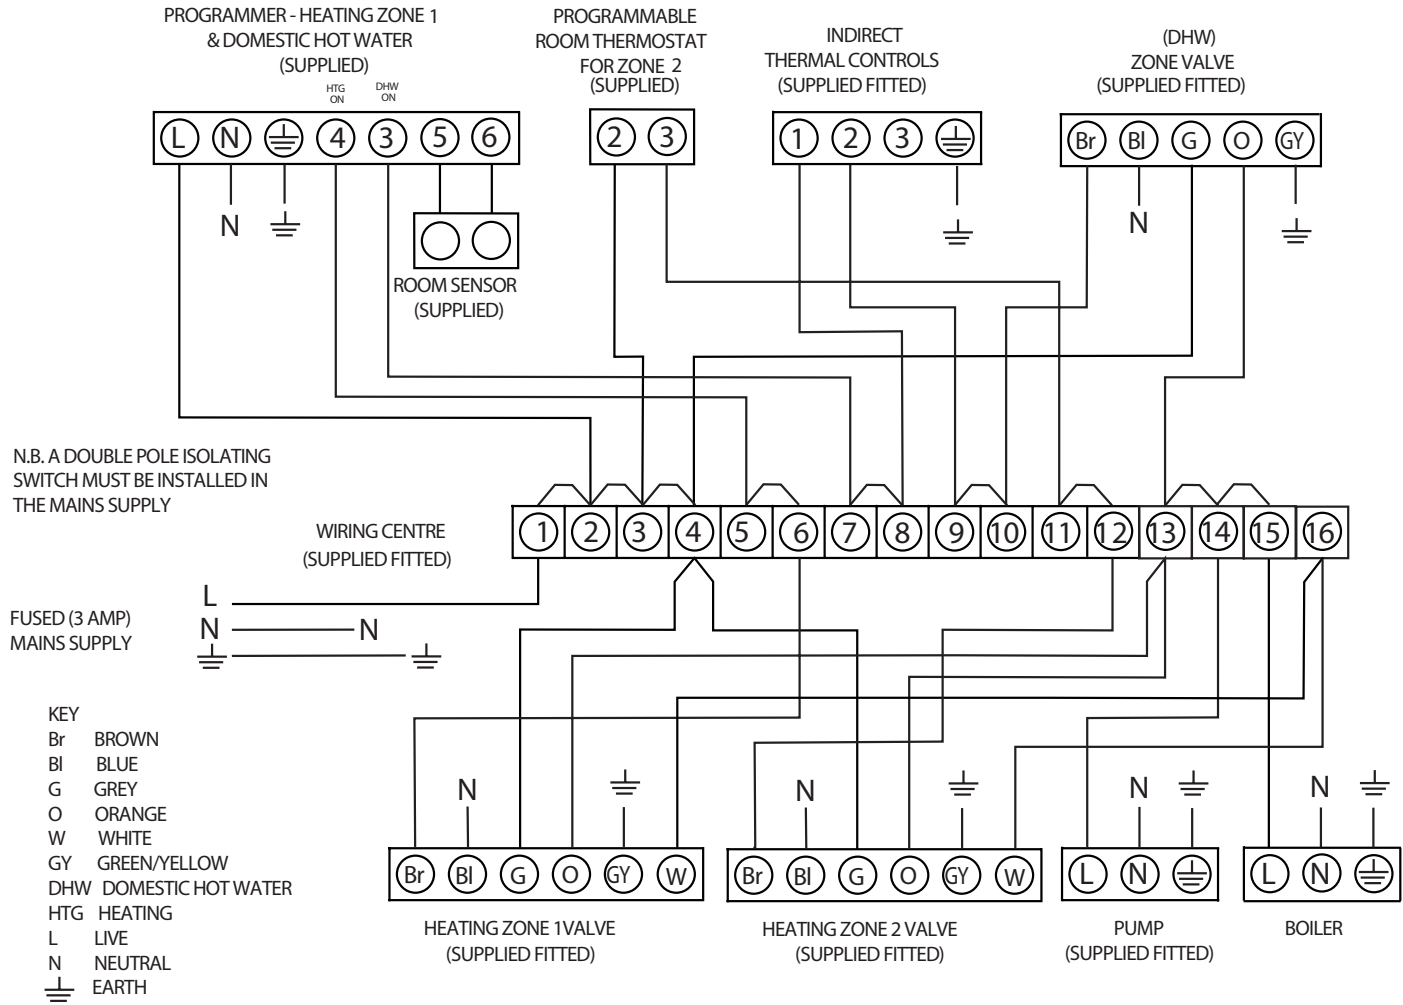 PROGRAMMER - HEATING ZONE 1
& DOMESTIC HOT WATER
(SUPPLIED)
HTG
ON
DHW
ON
L N 4 3 5 6
N
ROOM SENSOR
(SUPPLIED)
PROGRAMMABLE
ROOM THERMOSTAT
FOR ZONE 2
(SUPPLIED)
2 3
INDIRECT
THERMAL CONTROLS
(SUPPLIED FITTED)
1 2 3
(DHW)
ZONE VALVE
(SUPPLIED FITTED)
Br Bl G O GY
N
N.B. A DOUBLE POLE ISOLATING
SWITCH MUST BE INSTALLED IN
THE MAINS SUPPLY
WIRING CENTRE
(SUPPLIED FITTED)
1 2 3 4 5 6 7 8 9 10 11 12 13 14 15 16
FUSED (3 AMP)
MAINS SUPPLY
L
N N
KEY
Br BROWN
Bl BLUE
G GREY
O ORANGE
W WHITE
GY GREEN/YELLOW
DHW DOMESTIC HOT WATER
HTG HEATING
L LIVE
N NEUTRAL
EARTH
N
Br Bl G O GY W
HEATING ZONE 1VALVE
(SUPPLIED FITTED)
N
Br Bl G O GY W
HEATING ZONE 2 VALVE
(SUPPLIED FITTED)
N
L N
PUMP
(SUPPLIED FITTED)
N
L N
BOILER